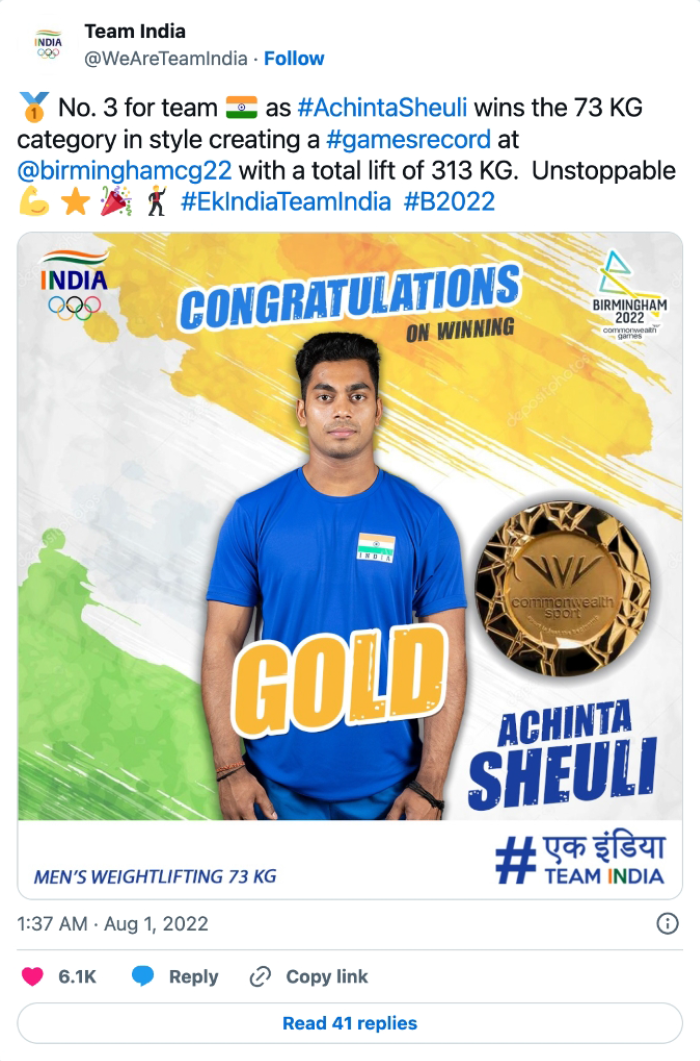 INDIA
Team India
@WeAreTeamIndia · Follow
🏅 No. 3 for team 🇮🇳 as #AchintaSheuli wins the 73 KG
category in style creating a #gamesrecord at
@birminghamcg22 with a total lift of 313 KG.  Unstoppable
💪 ⭐ 🎉 🕺 #EkIndiaTeamIndia #B2022
INDIA
CONGRATULATIONS
ON WINNING
BIRMINGHAM
2022
commonwealth
games
depositphotos
INDIA
commonwealth
sport
GOLD
ACHINTA
SHEULI
# एक इंडिया
TEAM INDIA
MEN'S WEIGHTLIFTING 73 KG
1:37 AM · Aug 1, 2022
6.1K
Reply
Copy link
Read 41 replies